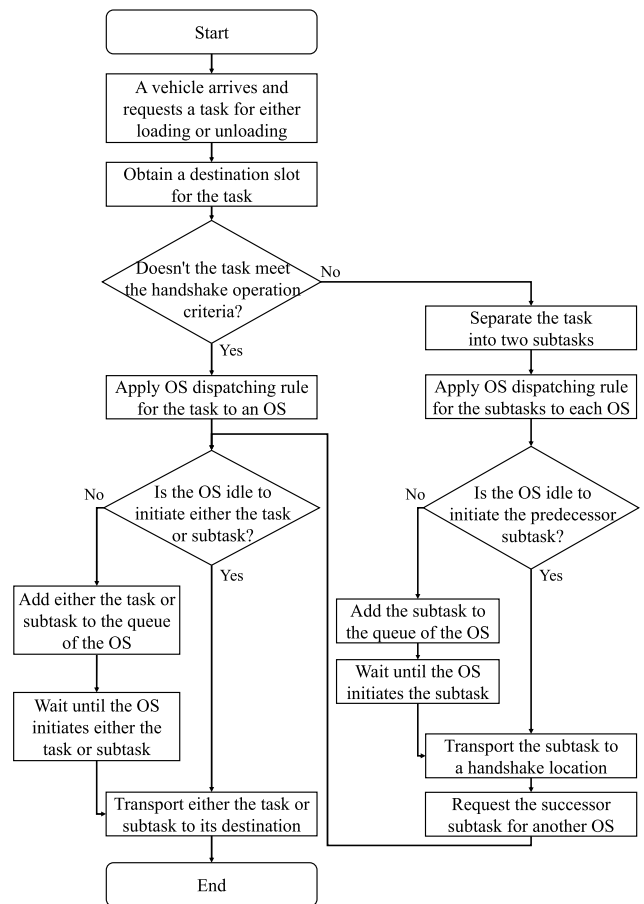 Start
A vehicle arrives and
requests a task for either
loading or unloading
Obtain a destination slot
for the task
Doesn't the task meet
the handshake operation
criteria?
No
Yes
Separate the task
into two subtasks
Apply OS dispatching rule
for the task to an OS
Apply OS dispatching rule
for the subtasks to each OS
Is the OS idle to
initiate either the task
or subtask?
No
Yes
Is the OS idle to
initiate the predecessor
subtask?
No
Yes
Add either the task or
subtask to the queue
of the OS
Add the subtask to
the queue of the OS
Wait until the OS
initiates the subtask
Wait until the OS
initiates either the
task or subtask
Transport the subtask to
a handshake location
Transport either the task or
subtask to its destination
Request the successor
subtask for another OS
End